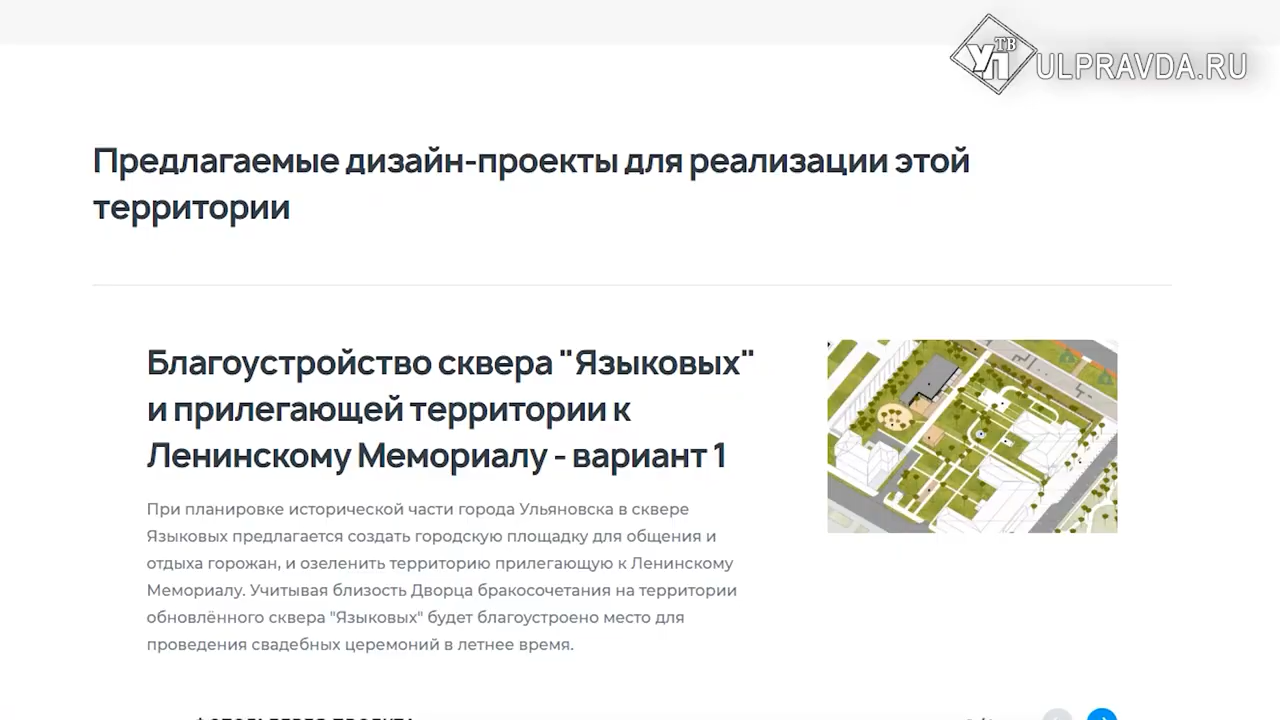 УП ТВ
ULPRAVDA.RU
Предлагаемые дизайн-проекты для реализации этой
территории
Благоустройство сквера "Языковых"
и прилегающей территории к
Ленинскому Мемориалу - вариант 1
При планировке исторической части города Ульяновска в сквере
Языковых предлагается создать городскую площадку для общения и
отдыха горожан, и озеленить территорию прилегающую к Ленинскому
Мемориалу. Учитывая близость Дворца бракосочетания на территории
обновлённого сквера "Языковых" будет благоустроено место для
проведения свадебных церемоний в летнее время.